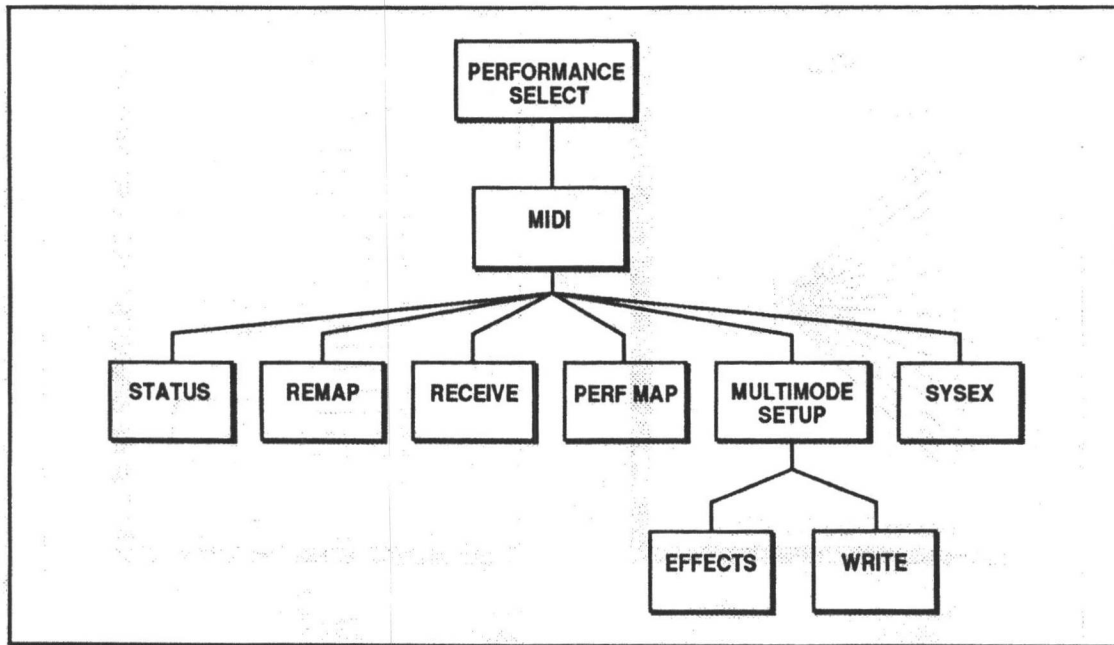 PERFORMANCE
SELECT
MIDI
STATUS
REMAP
RECEIVE
PERF MAP
MULTIMODE
SETUP
SYSEX
EFFECTS
WRITE